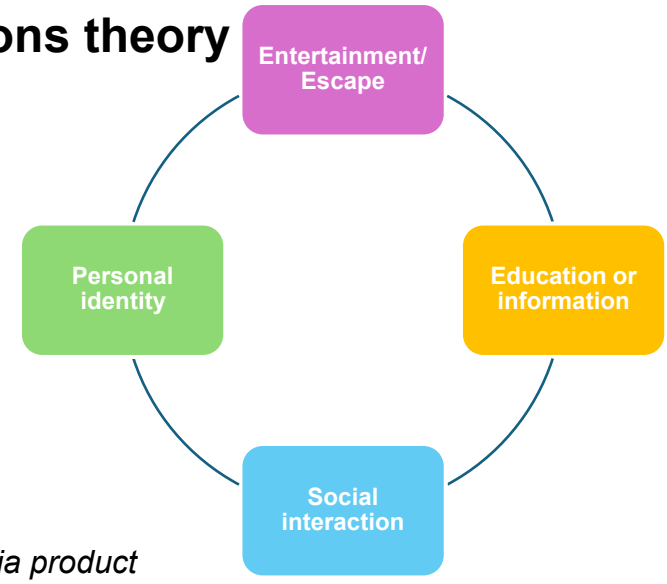 ons theory
Entertainment/
Escape
Personal
identity
Education or
information
Social
interaction
ia product